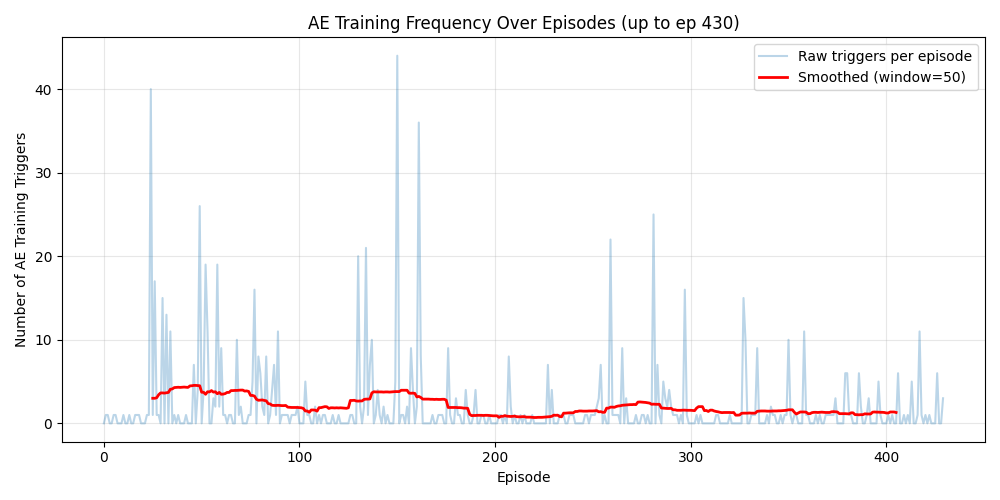 AE Training Frequency Over Episodes (up to ep 430)
Raw triggers per episode
Smoothed (window=50)
Number of AE Training Triggers
40
30
20
10
0
0 100 200 300 400
Episode